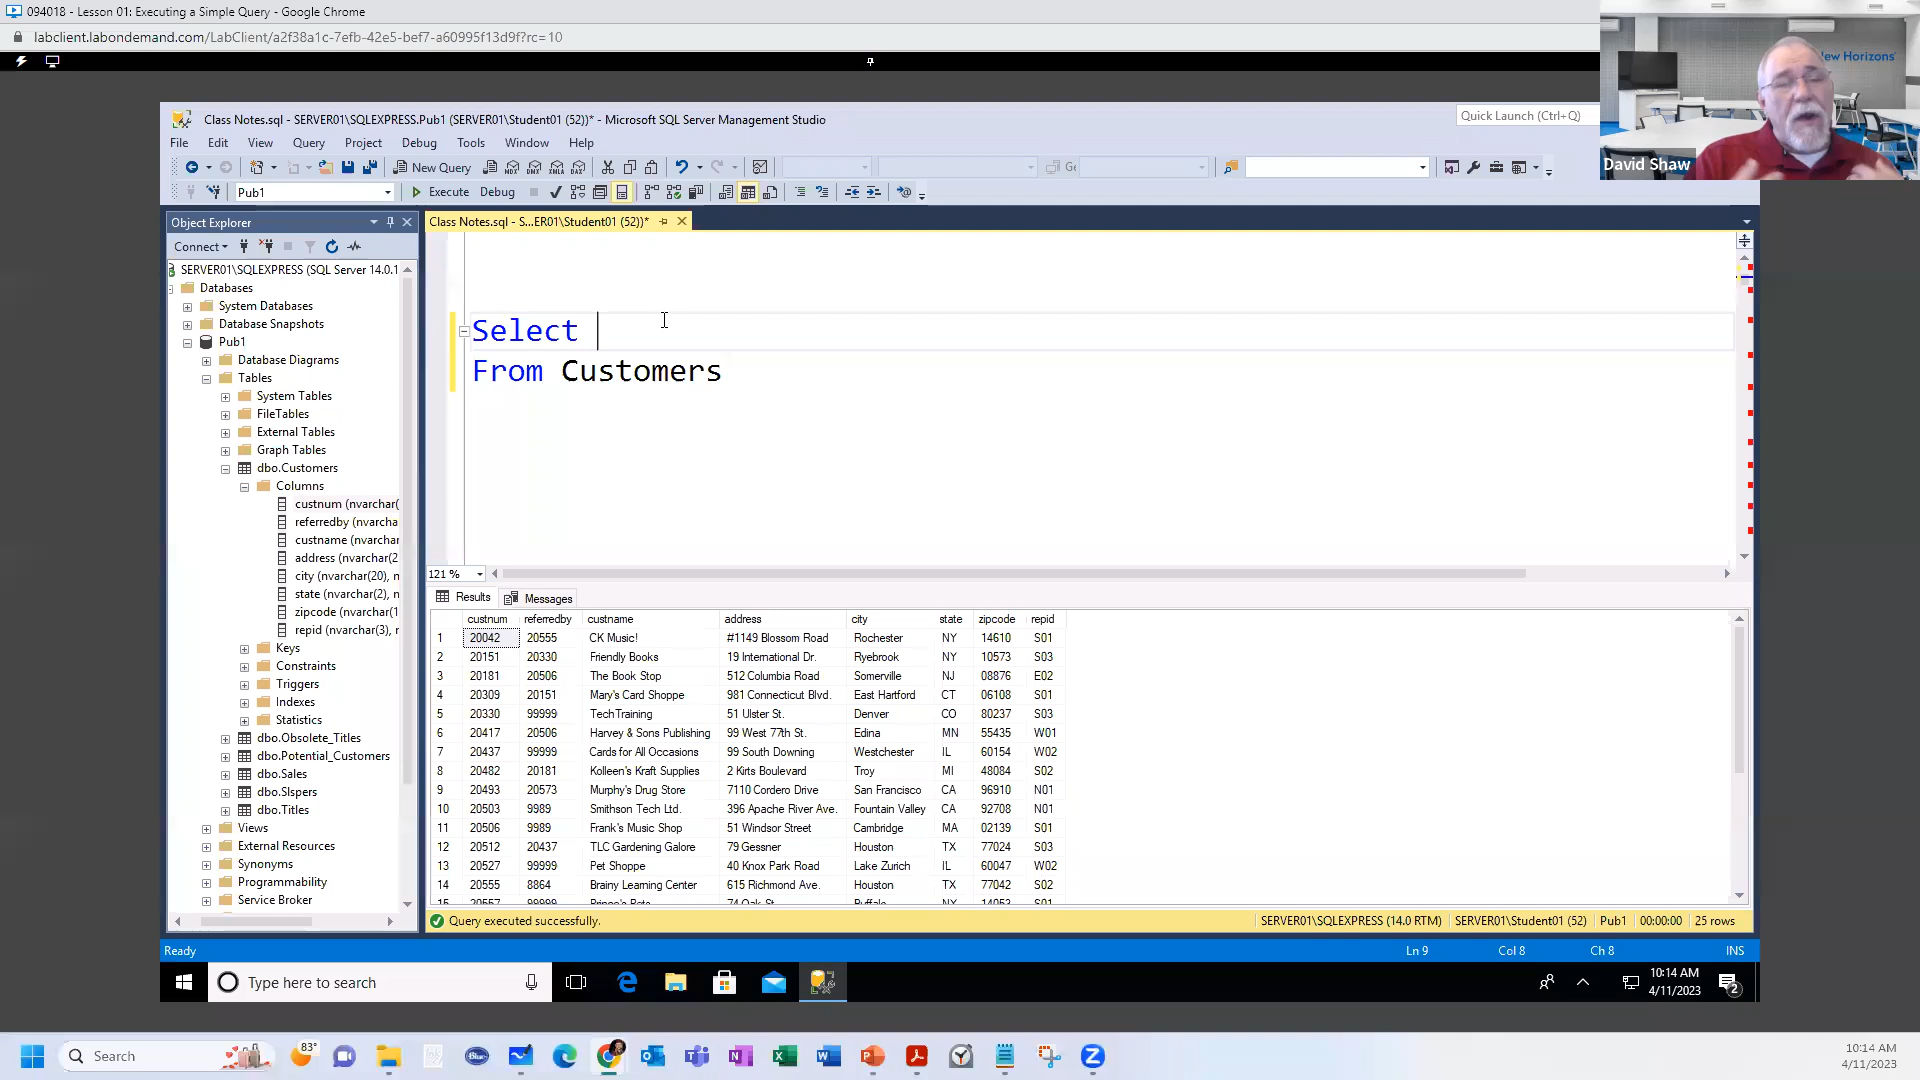 094018 - Lesson 01: Executing a Simple Query - Google Chrome
labclient.labondemand.com/LabClient/a2f38a1c-7efb-42e5-bef7-a60995f13d9f?rc=10
New Horizons
David Shaw
Class Notes.sql - SERVER01\SQLEXPRESS.Pub1 (SERVER01\Student01 (52))* - Microsoft SQL Server Management Studio
Quick Launch (Ctrl+Q)
File Edit View Query Project Debug Tools Window Help
New Query
Pub1 Execute Debug
Object Explorer
Class Notes.sql - S...ER01\Student01 (52))*
Connect
SERVER01\SQLEXPRESS (SQL Server 14.0.1
Databases
System Databases
Database Snapshots
Pub1
Database Diagrams
Tables
System Tables
FileTables
External Tables
Graph Tables
dbo.Customers
Columns
custnum (nvarchar(
referredby (nvarcha
custname (nvarchar
address (nvarchar(2
city (nvarchar(20), n
state (nvarchar(2), n
zipcode (nvarchar(1
repid (nvarchar(3), n
Keys
Constraints
Triggers
Indexes
Statistics
dbo.Obsolete_Titles
dbo.Potential_Customers
dbo.Sales
dbo.Slspers
dbo.Titles
Views
External Resources
Synonyms
Programmability
Service Broker
Select
From Customers
121 %
Results Messages
custnum referredby custname address city state zipcode repid
1 20042 20555 CK Music! #1149 Blossom Road Rochester NY 14610 S01
2 20151 20330 Friendly Books 19 International Dr. Ryebrook NY 10573 S03
3 20181 20506 The Book Stop 512 Columbia Road Somerville NJ 08876 E02
4 20309 20151 Mary's Card Shoppe 981 Connecticut Blvd. East Hartford CT 06108 S01
5 20330 99999 TechTraining 51 Ulster St. Denver CO 80237 S03
6 20417 20506 Harvey & Sons Publishing 99 West 77th St. Edina MN 55435 W01
7 20437 99999 Cards for All Occasions 99 South Downing Westchester IL 60154 W02
8 20482 20181 Kolleen's Kraft Supplies 2 Kirts Boulevard Troy MI 48084 S02
9 20493 20573 Murphy's Drug Store 7110 Cordero Drive San Francisco CA 96910 N01
10 20503 9989 Smithson Tech Ltd. 396 Apache River Ave. Fountain Valley CA 92708 N01
11 20506 9989 Frank's Music Shop 51 Windsor Street Cambridge MA 02139 S01
12 20512 20437 TLC Gardening Galore 79 Gessner Houston TX 77024 S03
13 20527 99999 Pet Shoppe 40 Knox Park Road Lake Zurich IL 60047 W02
14 20555 8864 Brainy Learning Center 615 Richmond Ave. Houston TX 77042 S02
15 20557 99999 Prince's Pets 74 Oak St. Buffalo NY 14053 S01
Query executed successfully. SERVER01\SQLEXPRESS (14.0 RTM) SERVER01\Student01 (52) Pub1 00:00:00 25 rows
Ready Ln 9 Col 8 Ch 8 INS
Type here to search
10:14 AM
4/11/2023
2
Search
83°
10:14 AM
4/11/2023